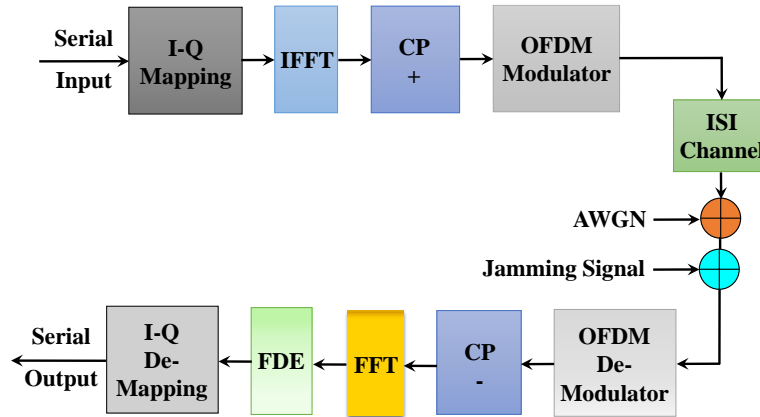 Serial
Input
I-Q
Mapping
IFFT
CP
+
OFDM
Modulator
ISI
Channel
AWGN
Jamming Signal
Serial
Output
I-Q
De-
Mapping
FDE
FFT
CP
-
OFDM
De-
Modulator